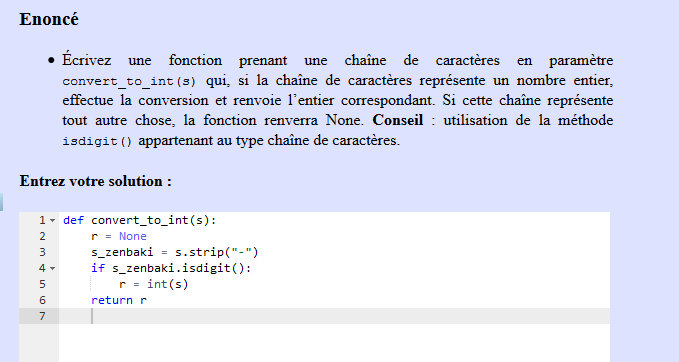 Enoncé
• Écrivez une fonction prenant une chaîne de caractères en paramètre
convert_to_int(s) qui, si la chaîne de caractères représente un nombre entier,
effectue la conversion et renvoie l’entier correspondant. Si cette chaîne représente
tout autre chose, la fonction renverra None. Conseil : utilisation de la méthode
isdigit() appartenant au type chaîne de caractères.
Entrez votre solution :
1 def convert_to_int(s):
2 r = None
3 s_zenbaki = s.strip("-")
4 if s_zenbaki.isdigit():
5 r = int(s)
6 return r
7